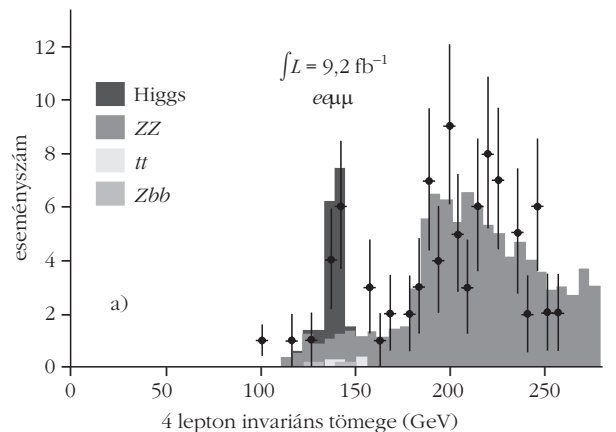 12
10
8
6
4
2
0
eseményszám
∫L = 9,2 fb⁻¹
eeμμ
Higgs
ZZ
tt
Zbb
a)
0 50 100 150 200 250
4 lepton invariáns tömege (GeV)